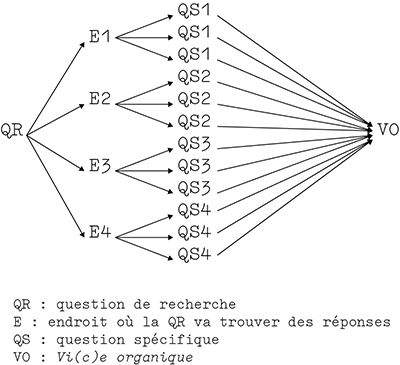 QS1
E1
QS1
QS1
QS2
E2
QS2
QS2
QR
VO
QS3
E3
QS3
QS3
QS4
E4
QS4
QS4
QR : question de recherche
E : endroit où la QR va trouver des réponses
QS : question spécifique
VO : Vi(c)e organique